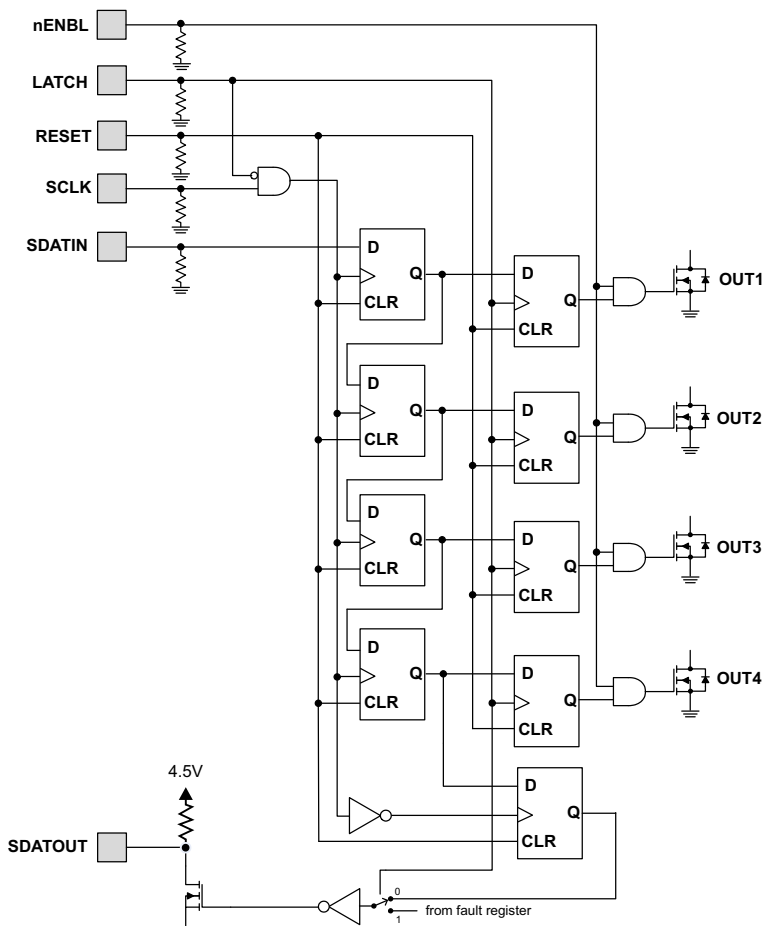 nENBL
LATCH
RESET
SCLK
SDATIN
D
Q
CLR
D
Q
CLR
OUT1
D
Q
CLR
D
Q
CLR
OUT2
D
Q
CLR
D
Q
CLR
OUT3
D
Q
CLR
D
Q
CLR
OUT4
4.5V
D
Q
CLR
SDATOUT
0
1
from fault register